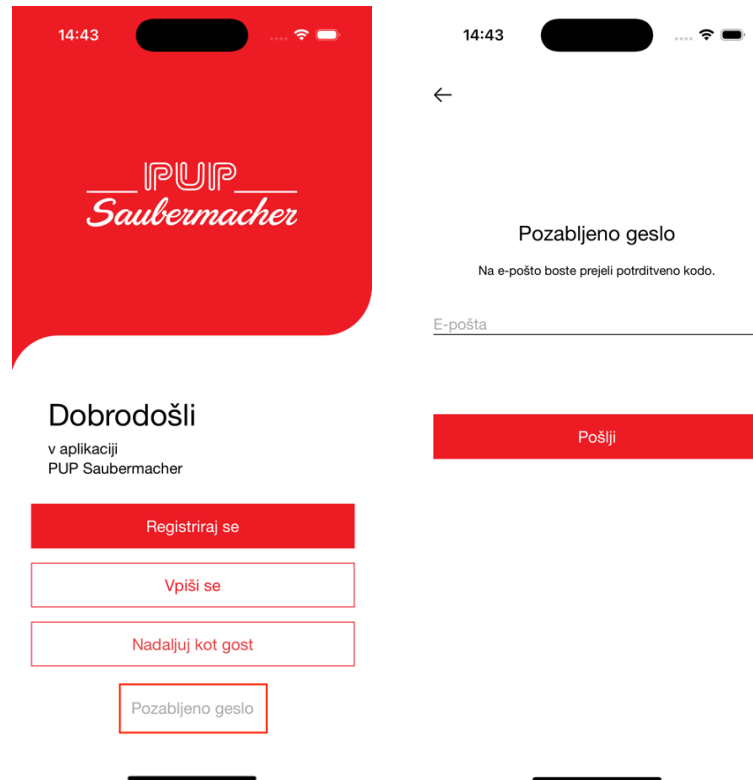 14:43
PUP
Saubermacher
Dobrodošli
v aplikaciji
PUP Saubermacher
Registriraj se
Vpiši se
Nadaljuj kot gost
Pozabljeno geslo
14:43
Pozabljeno geslo
Na e-pošto boste prejeli potrditveno kodo.
E-pošta
Pošlji